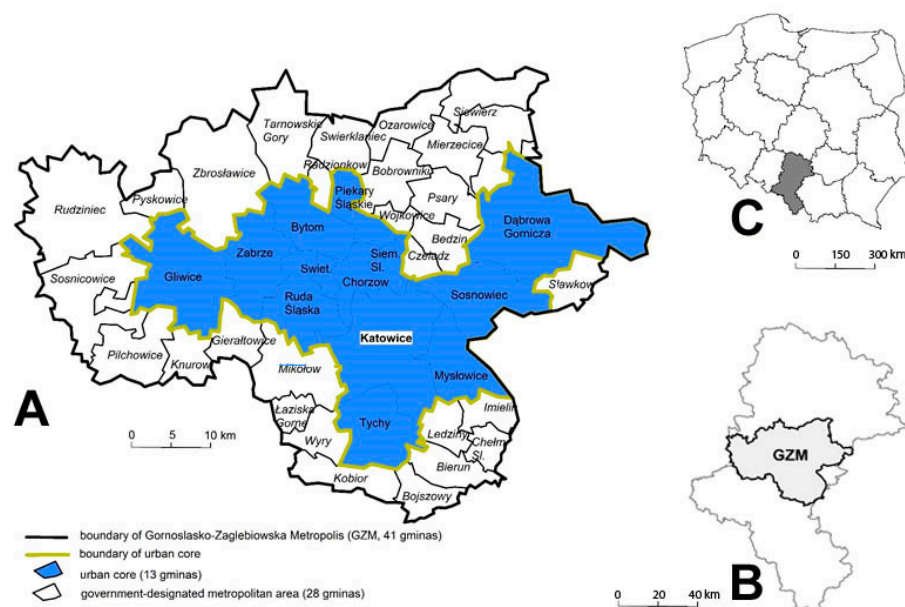 Siewierz
Tarnowskie
Gory
Swierklaniec
Ozarowice
Mierzecice
Radzionkow
Bobrowniki
Zbrosławice
Piekary
Śląskie
Psary
Pyskowice
Rudziniec
Wojkowice
Dąbrowa
Gornicza
Bytom
Bedzin
Zabrze
Czeladz
Siem.
Sl.
Gliwice
Swiet.
Chorzow
Sosnicowice
Sławkow
Sosnowiec
Ruda
Śląska
Katowice
Gierałtowice
Pilchowice
Knurow
Mikołow
Mysłowice
Imielin
Łaziska
Gorne
Tychy
Ledziny
Chełm
Sl.
Wyry
Bierun
Kobior
Bojszowy
A
0 5 10 km
boundary of Gornoslasko-Zaglebiowska Metropolis (GZM, 41 gminas)
boundary of urban core
urban core (13 gminas)
government-designated metropolitan area (28 gminas)
C
0 150 300 km
GZM
B
0 20 40 km